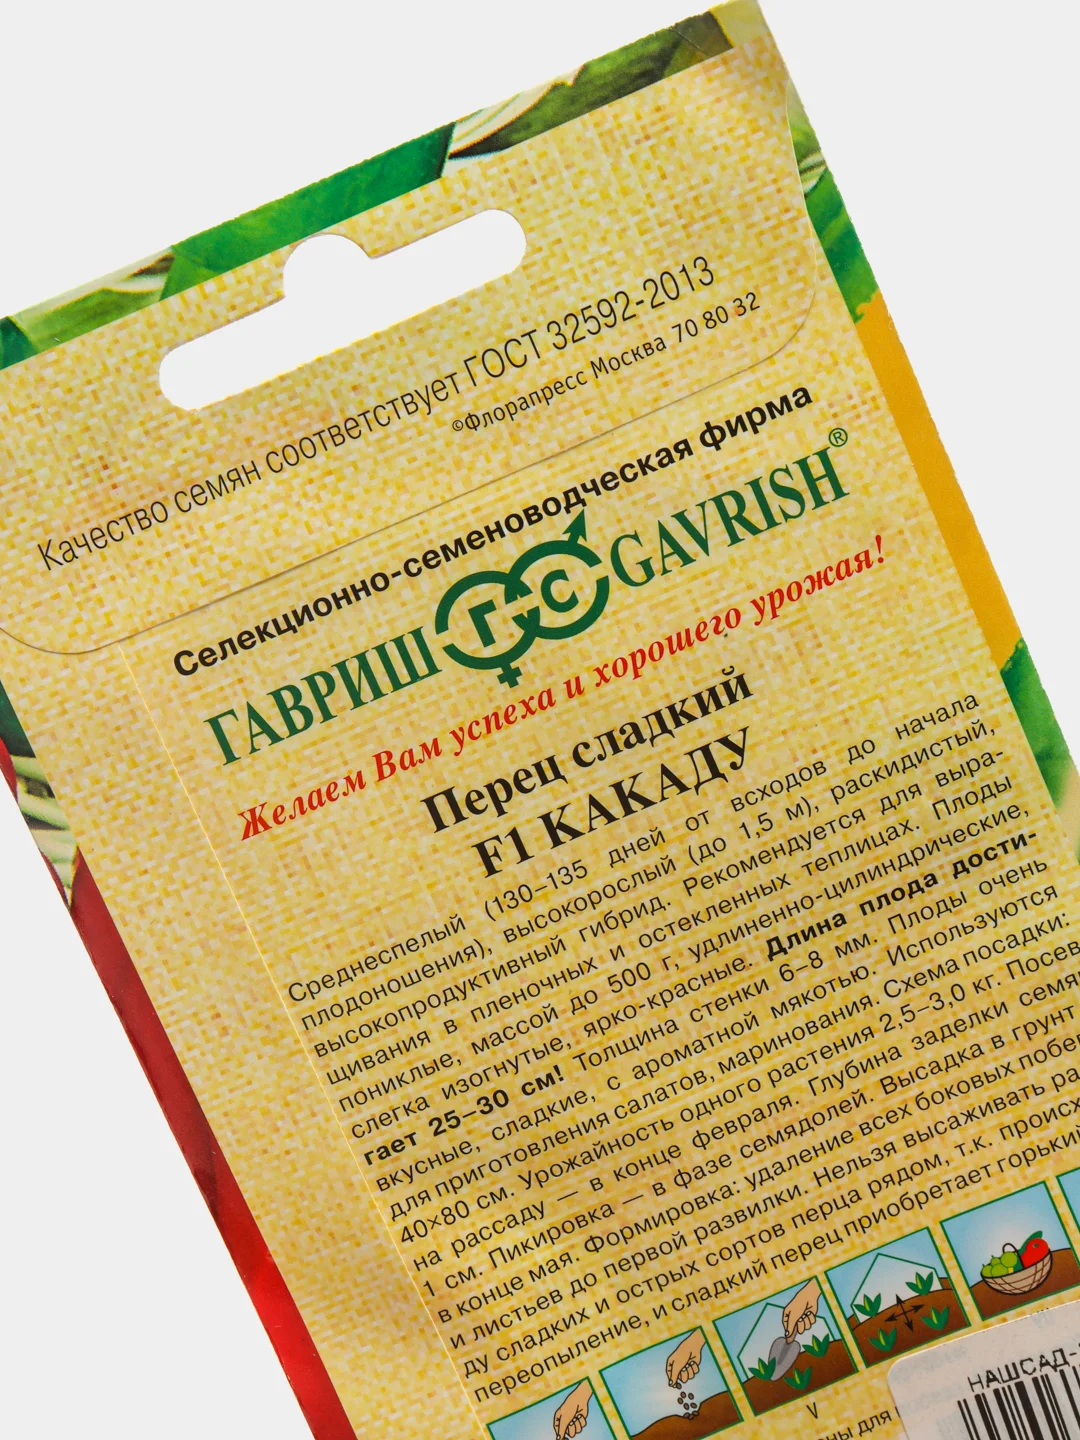 Качество семян соответствует ГОСТ 32592-2013
©Флорапресс Москва 70 80 32
Селекционно-семеноводческая фирма
ГАВРИШ ГС GAVRISH®
Желаем Вам успеха и хорошего урожая!
Перец сладкий
F1 КАКАДУ
Среднеспелый (130–135 дней от всходов до начала
плодоношения), высокорослый (до 1,5 м), раскидистый,
высокопродуктивный гибрид. Рекомендуется для выра-
щивания в пленочных и остекленных теплицах. Плоды
пониклые, массой до 500 г, удлиненно-цилиндрические,
слегка изогнутые, ярко-красные. Длина плода дости-
гает 25–30 см! Толщина стенки 6–8 мм. Плоды очень
вкусные, сладкие, с ароматной мякотью. Используются
для приготовления салатов, маринования. Схема посадки:
40×80 см. Урожайность одного растения 2,5–3,0 кг. Посев
на рассаду — в конце февраля. Глубина заделки семян
1 см. Пикировка — в фазе семядолей. Высадка в грунт
в конце мая. Формировка: удаление всех боковых
и листьев до первой развилки. Нельзя высаживать
ду сладких и острых сортов перца рядом, т.к.
переопыление, и сладкий перец приобретает горький
V
для
НАШСАД-